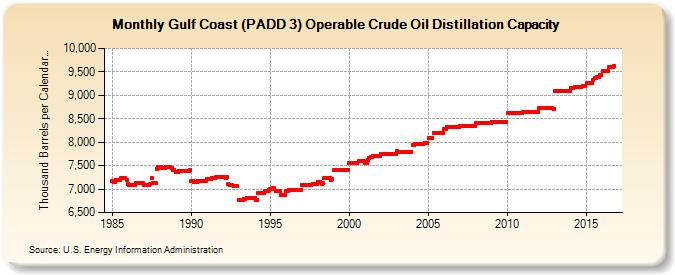 Monthly Gulf Coast (PADD 3) Operable Crude Oil Distillation Capacity
Thousand Barrels per Calendar...
10,000
9,500
9,000
8,500
8,000
7,500
7,000
6,500
1985 1990 1995 2000 2005 2010 2015
Source: U.S. Energy Information Administration